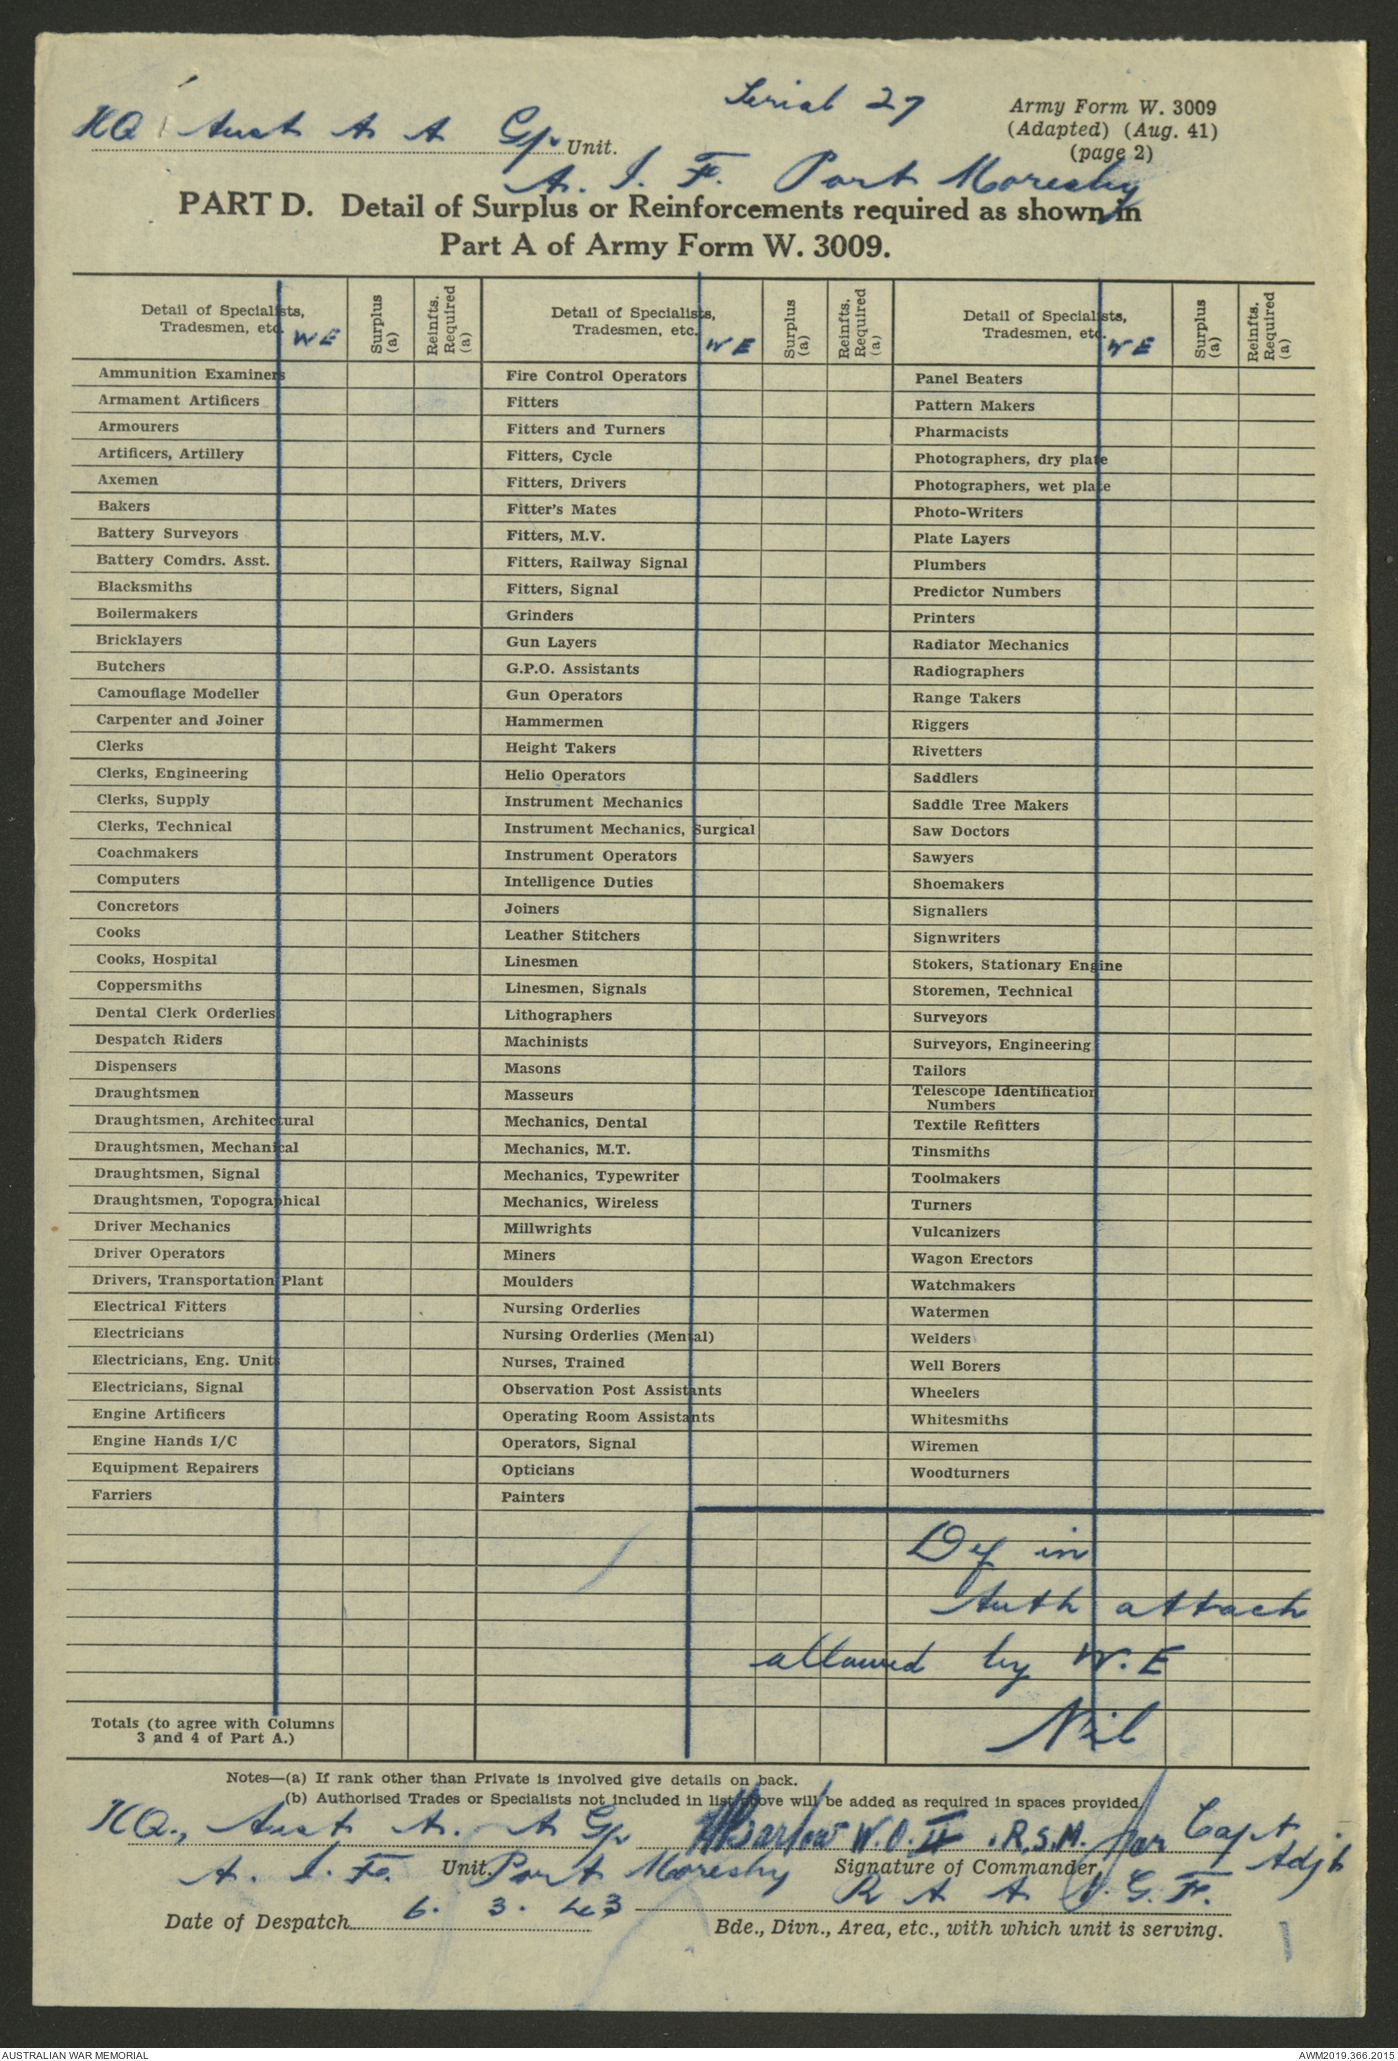 Serial 27
Army Form W. 3009
(Adapted) (Aug. 41)
(page 2)
HQ Aust A A Gp. Unit.
A. I. F. Port Moresby
PART D. Detail of Surplus or Reinforcements required as shown in
Part A of Army Form W. 3009.
Detail of Specialists, Tradesmen, etc. WE Surplus (a) Reinfts. Required (a) Detail of Specialists, Tradesmen, etc. WE Surplus (a) Reinfts. Required (a) Detail of Specialists, Tradesmen, etc. WE Surplus (a) Reinfts. Required (a)
Ammunition Examiners Fire Control Operators Panel Beaters
Armament Artificers Fitters Pattern Makers
Armourers Fitters and Turners Pharmacists
Artificers, Artillery Fitters, Cycle Photographers, dry plate
Axemen Fitters, Drivers Photographers, wet plate
Bakers Fitter's Mates Photo-Writers
Battery Surveyors Fitters, M.V. Plate Layers
Battery Comdrs. Asst. Fitters, Railway Signal Plumbers
Blacksmiths Fitters, Signal Predictor Numbers
Boilermakers Grinders Printers
Bricklayers Gun Layers Radiator Mechanics
Butchers G.P.O. Assistants Radiographers
Camouflage Modeller Gun Operators Range Takers
Carpenter and Joiner Hammermen Riggers
Clerks Height Takers Rivetters
Clerks, Engineering Helio Operators Saddlers
Clerks, Supply Instrument Mechanics Saddle Tree Makers
Clerks, Technical Instrument Mechanics, Surgical Saw Doctors
Coachmakers Instrument Operators Sawyers
Computers Intelligence Duties Shoemakers
Concretors Joiners Signallers
Cooks Leather Stitchers Signwriters
Cooks, Hospital Linesmen Stokers, Stationary Engine
Coppersmiths Linesmen, Signals Storemen, Technical
Dental Clerk Orderlies Lithographers Surveyors
Despatch Riders Machinists Surveyors, Engineering
Dispensers Masons Tailors
Draughtsmen Masseurs Telescope Identification Numbers
Draughtsmen, Architectural Mechanics, Dental Textile Refitters
Draughtsmen, Mechanical Mechanics, M.T. Tinsmiths
Draughtsmen, Signal Mechanics, Typewriter Toolmakers
Draughtsmen, Topographical Mechanics, Wireless Turners
Driver Mechanics Millwrights Vulcanizers
Driver Operators Miners Wagon Erectors
Drivers, Transportation Plant Moulders Watchmakers
Electrical Fitters Nursing Orderlies Watermen
Electricians Nursing Orderlies (Mental) Welders
Electricians, Eng. Units Nurses, Trained Well Borers
Electricians, Signal Observation Post Assistants Wheelers
Engine Artificers Operating Room Assistants Whitesmiths
Engine Hands I/C Operators, Signal Wiremen
Equipment Repairers Opticians Woodturners
Farriers Painters
Def in
Auth attach
allowed by W.E
Nil
Totals (to agree with Columns
3 and 4 of Part A.)
Notes—(a) If rank other than Private is involved give details on back.
(b) Authorised Trades or Specialists not included in list above will be added as required in spaces provided.
HQ., Aust A. A Gp Barlow W.O. II. R.S.M. for Capt
Adjt
A. I. F. Unit. Port Moresby Signature of Commander
R A A N. G. F.
Date of Despatch 6. 3. 43
Bde., Divn., Area, etc., with which unit is serving.
AUSTRALIAN WAR MEMORIAL AWM2019.366.2015